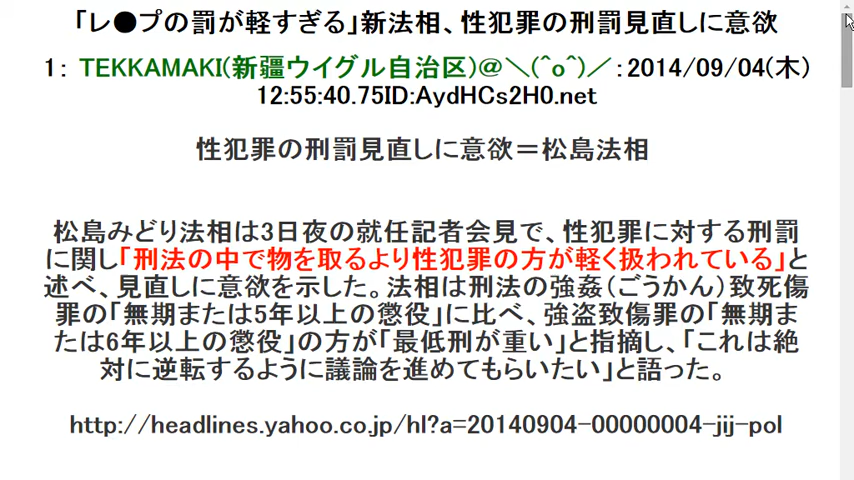 「レ●プの罰が軽すぎる」新法相、性犯罪の刑罰見直しに意欲
1： TEKKAMAKI(新疆ウイグル自治区)＠＼(^o^)／：2014/09/04(木)
12:55:40.75ID:AydHCs2H0.net
性犯罪の刑罰見直しに意欲＝松島法相
松島みどり法相は3日夜の就任記者会見で、性犯罪に対する刑罰
に関し「刑法の中で物を取るより性犯罪の方が軽く扱われている」と
述べ、見直しに意欲を示した。法相は刑法の強姦（ごうかん）致死傷
罪の「無期または5年以上の懲役」に比べ、強盗致傷罪の「無期ま
たは6年以上の懲役」の方が「最低刑が重い」と指摘し、「これは絶
対に逆転するように議論を進めてもらいたい」と語った。
http://headlines.yahoo.co.jp/hl?a=20140904-00000004-jij-pol